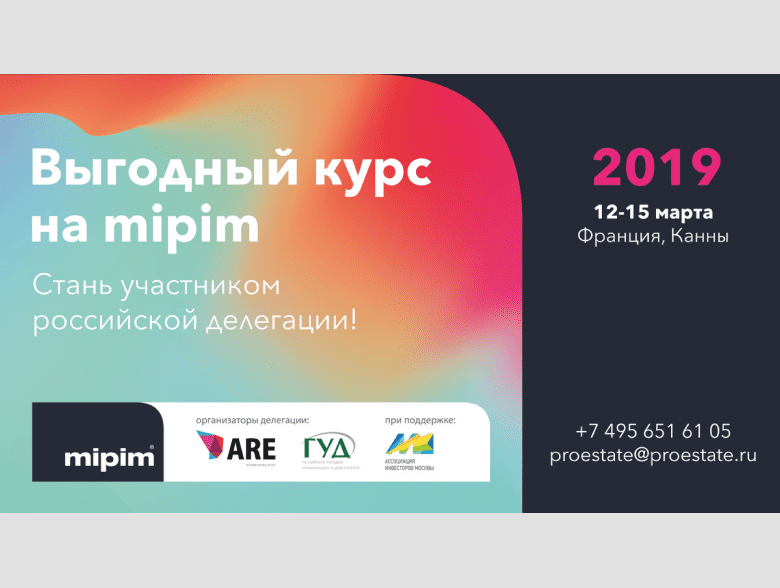 Выгодный курс
на mipim
Стань участником
российской делегации!
2019
12-15 марта
Франция, Канны
организаторы делегации:
при поддержке:
mipim®
ARE
ГУД
АССОЦИАЦИЯ
ИНВЕСТОРОВ МОСКВЫ
+7 495 651 61 05
proestate@proestate.ru